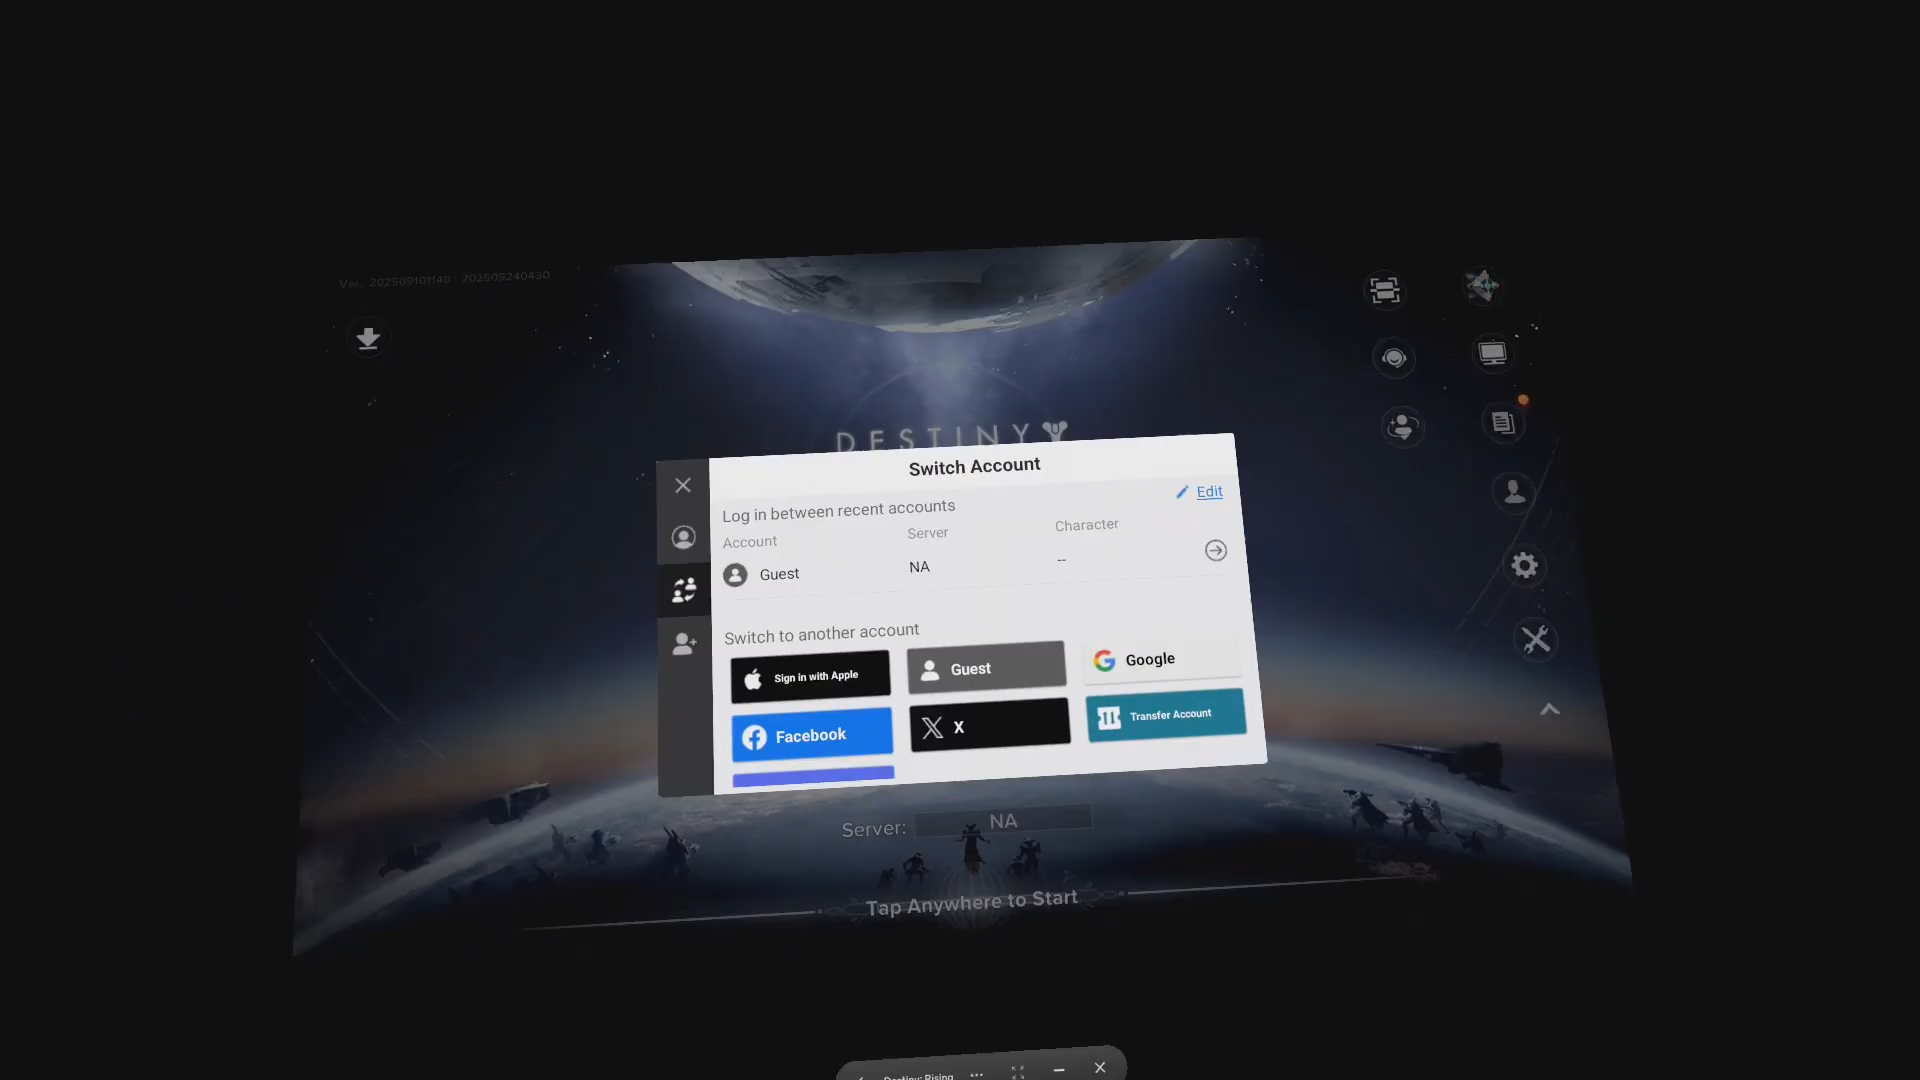 Ver.. 202509101140 · 202509240430
DESTINY
Switch Account
Log in between recent accounts
Edit
Account Server Character
Guest NA --
Switch to another account
Sign in with Apple
Guest
Google
Facebook
X
Transfer Account
Server: NA
Tap Anywhere to Start
Destiny: Rising